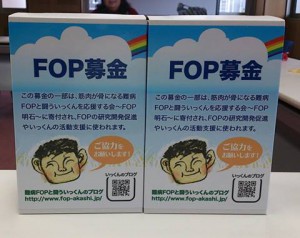 FOP募金
この募金の一部は、筋肉が骨になる難病
FOPと闘ういっくんを応援する会〜FOP
明石〜に寄付され、FOPの研究開発促進
やいっくんの活動支援に使われます。
ご協力を
お願いします!
いっくんのブログ
難病FOPと闘ういっくんのブログ
http://www.fop-akashi.jp/
FOP募金
この募金の一部は、筋肉が骨になる難病
FOPと闘ういっくんを応援する会〜FOP
明石〜に寄付され、FOPの研究開発促進
やいっくんの活動支援に使われます。
ご協力を
お願いします!
いっくんのブログ
難病FOPと闘ういっくんのブログ
http://www.fop-akashi.jp/